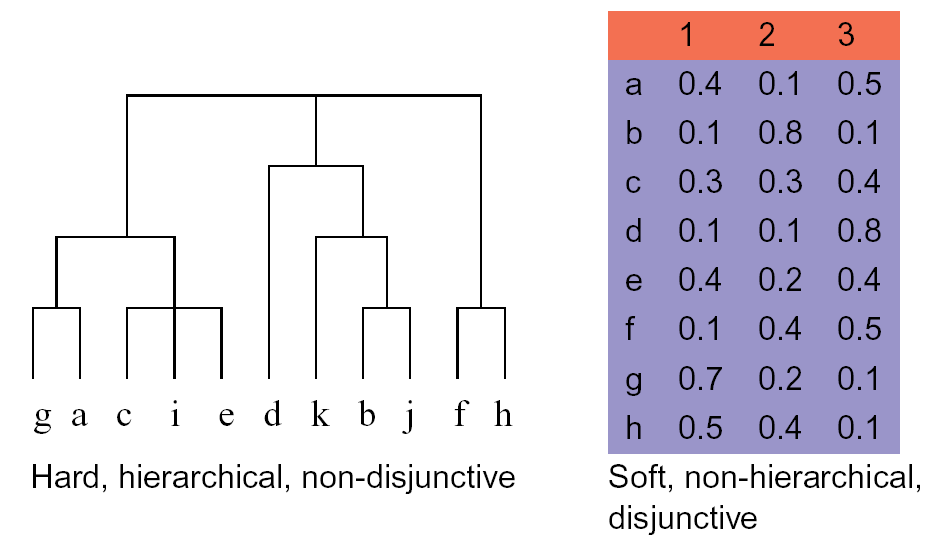 g a c i e d k b j f h
Hard, hierarchical, non-disjunctive
1 2 3
a 0.4 0.1 0.5
b 0.1 0.8 0.1
c 0.3 0.3 0.4
d 0.1 0.1 0.8
e 0.4 0.2 0.4
f 0.1 0.4 0.5
g 0.7 0.2 0.1
h 0.5 0.4 0.1
Soft, non-hierarchical,
disjunctive